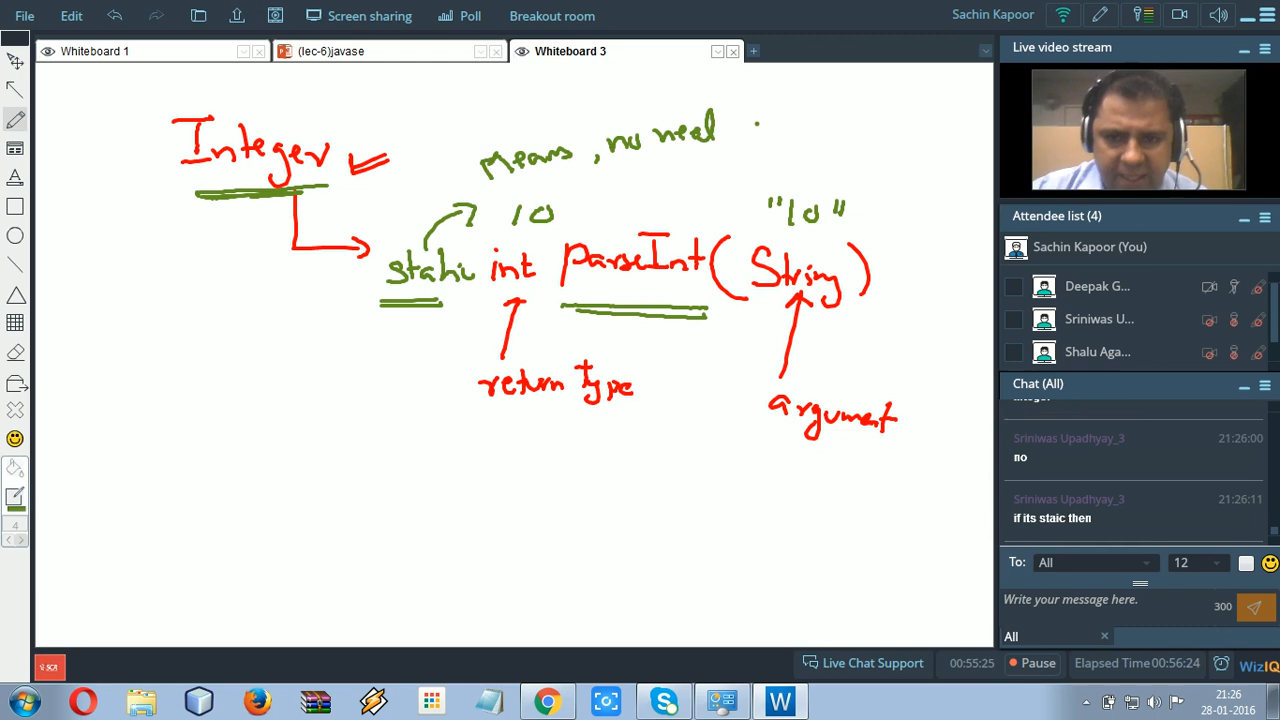 File Edit Screen sharing Poll Breakout room Sachin Kapoor
Whiteboard 1 (lec-6)javase Whiteboard 3
Live video stream
Integer
Means, no need
10 "10"
static int parseInt(String)
return type
argument
Attendee list (4)
Sachin Kapoor (You)
Deepak G...
Sriniwas U...
Shalu Aga...
Chat (All)
Sriniwas Upadhyay_3 21:26:00
no
Sriniwas Upadhyay_3 21:26:11
if its staic then
To: All 12
Write your message here. 300
All
4
Live Chat Support 00:55:25 Pause Elapsed Time 00:56:24 WizIQ
21:26
28-01-2016